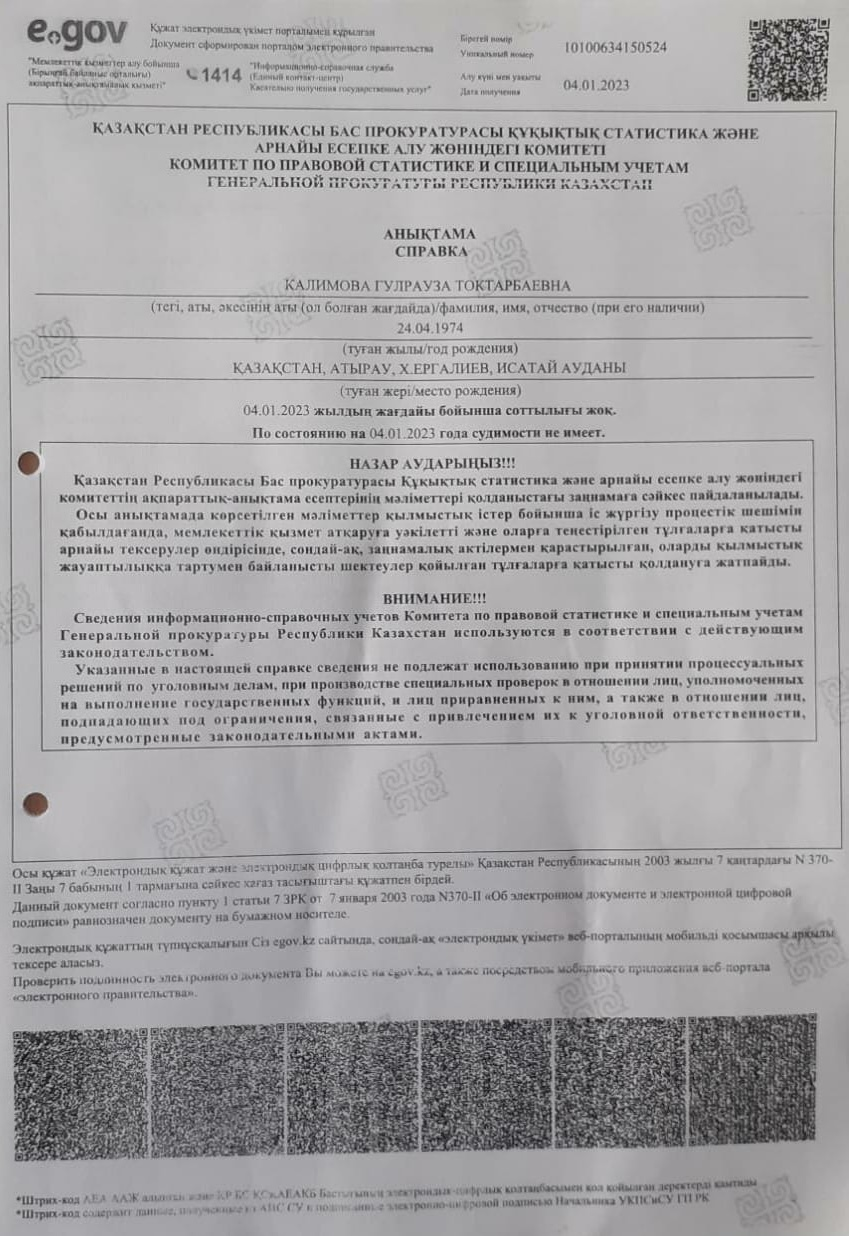 egov
Құжат электрондық үкімет порталымен құрылған
Документ сформирован порталом электронного правительства
"Мемлекеттік қызметтер алу бойынша
(Бірыңғай байланыс орталығы)
ақпараттық-анықтамалық қызметі"
1414
"Информационно-справочная служба
(Единый контакт-центр)
Касательно получения государственных услуг"
Бірегей нөмір
Уникальный номер
10100634150524
Алу күні мен уақыты
Дата получения
04.01.2023
ҚАЗАҚСТАН РЕСПУБЛИКАСЫ БАС ПРОКУРАТУРАСЫ ҚҰҚЫҚТЫҚ СТАТИСТИКА ЖӘНЕ
АРНАЙЫ ЕСЕПКЕ АЛУ ЖӨНІНДЕГІ КОМИТЕТІ
КОМИТЕТ ПО ПРАВОВОЙ СТАТИСТИКЕ И СПЕЦИАЛЬНЫМ УЧЕТАМ
ГЕНЕРАЛЬНОЙ ПРОКУРАТУРЫ РЕСПУБЛИКИ КАЗАХСТАН
АНЫҚТАМА
СПРАВКА
КАЛИМОВА ГУЛРАУЗА ТОКТАРБАЕВНА
(тегі, аты, әкесінің аты (ол болған жағдайда)/фамилия, имя, отчество (при его наличии)
24.04.1974
(туған жылы/год рождения)
ҚАЗАҚСТАН, АТЫРАУ, Х.ЕРГАЛИЕВ, ИСАТАЙ АУДАНЫ
(туған жері/место рождения)
04.01.2023 жылдың жағдайы бойынша соттылығы жоқ.
По состоянию на 04.01.2023 года судимости не имеет.
НАЗАР АУДАРЫҢЫЗ!!!
Қазақстан Республикасы Бас прокуратурасы Құқықтық статистика және арнайы есепке алу жөніндегі
комитеттің ақпараттық-анықтама есептерінің мәліметтері қолданыстағы заңнамаға сәйкес пайдаланылады.
Осы анықтамада көрсетілген мәліметтер қылмыстық істер бойынша іс жүргізу процестік шешімін
қабылдағанда, мемлекеттік қызмет атқаруға уәкілетті және оларға теңестірілген тұлғаларға қатысты
арнайы тексерулер өндірісінде, сондай-ақ, заңнамалық актілермен қарастырылған, оларды қылмыстық
жауаптылыққа тартумен байланысты шектеулер қойылған тұлғаларға қатысты қолдануға жатпайды.
ВНИМАНИЕ!!!
Сведения информационно-справочных учетов Комитета по правовой статистике и специальным учетам
Генеральной прокуратуры Республики Казахстан используются в соответствии с действующим
законодательством.
Указанные в настоящей справке сведения не подлежат использованию при принятии процессуальных
решений по уголовным делам, при производстве специальных проверок в отношении лиц, уполномоченных
на выполнение государственных функций, и лиц приравненных к ним, а также в отношении лиц,
подпадающих под ограничения, связанные с привлечением их к уголовной ответственности,
предусмотренные законодательными актами.
Осы құжат «Электрондық құжат және электрондық цифрлық қолтаңба туралы» Қазақстан Республикасының 2003 жылғы 7 қаңтардағы N 370-
II Заңы 7 бабының 1 тармағына сәйкес қағаз тасығыштағы құжатпен бірдей.
Данный документ согласно пункту 1 статьи 7 ЗРК от 7 января 2003 года N370-II «Об электронном документе и электронной цифровой
подписи» равнозначен документу на бумажном носителе.
Электрондық құжаттың түпнұсқалығын Сіз egov.kz сайтында, сондай-ақ «электрондық үкімет» веб-порталының мобильді қосымшасы арқылы
тексере аласыз.
Проверить подлинность электронного документа Вы можете на egov.kz, а также посредством мобильного приложения веб-портала
«электронного правительства».
*Штрих-код электрондық-цифрлық қолтаңбасымен қол қойылған деректерді қамтиды
*Штрих-код содержит данные, полученные из АИС СУ и подписанные электронно-цифровой подписью Начальника УКПСиСУ ГП РК